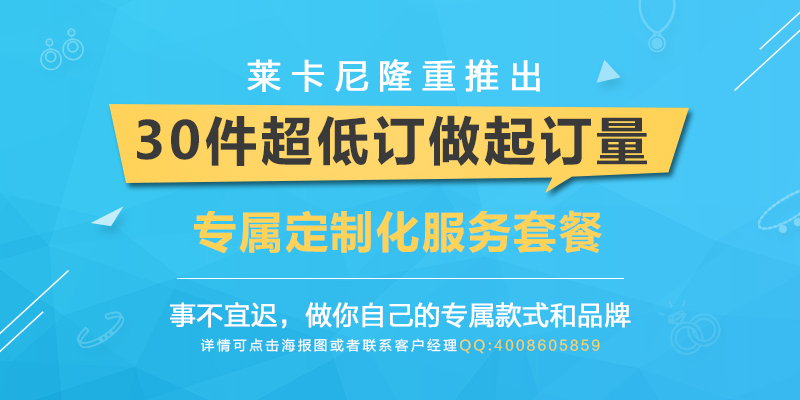 莱卡尼隆重推出
30件超低订做起订量
专属定制化服务套餐
事不宜迟，做你自己的专属款式和品牌
详情可点击海报图或者联系客户经理QQ:4008605859